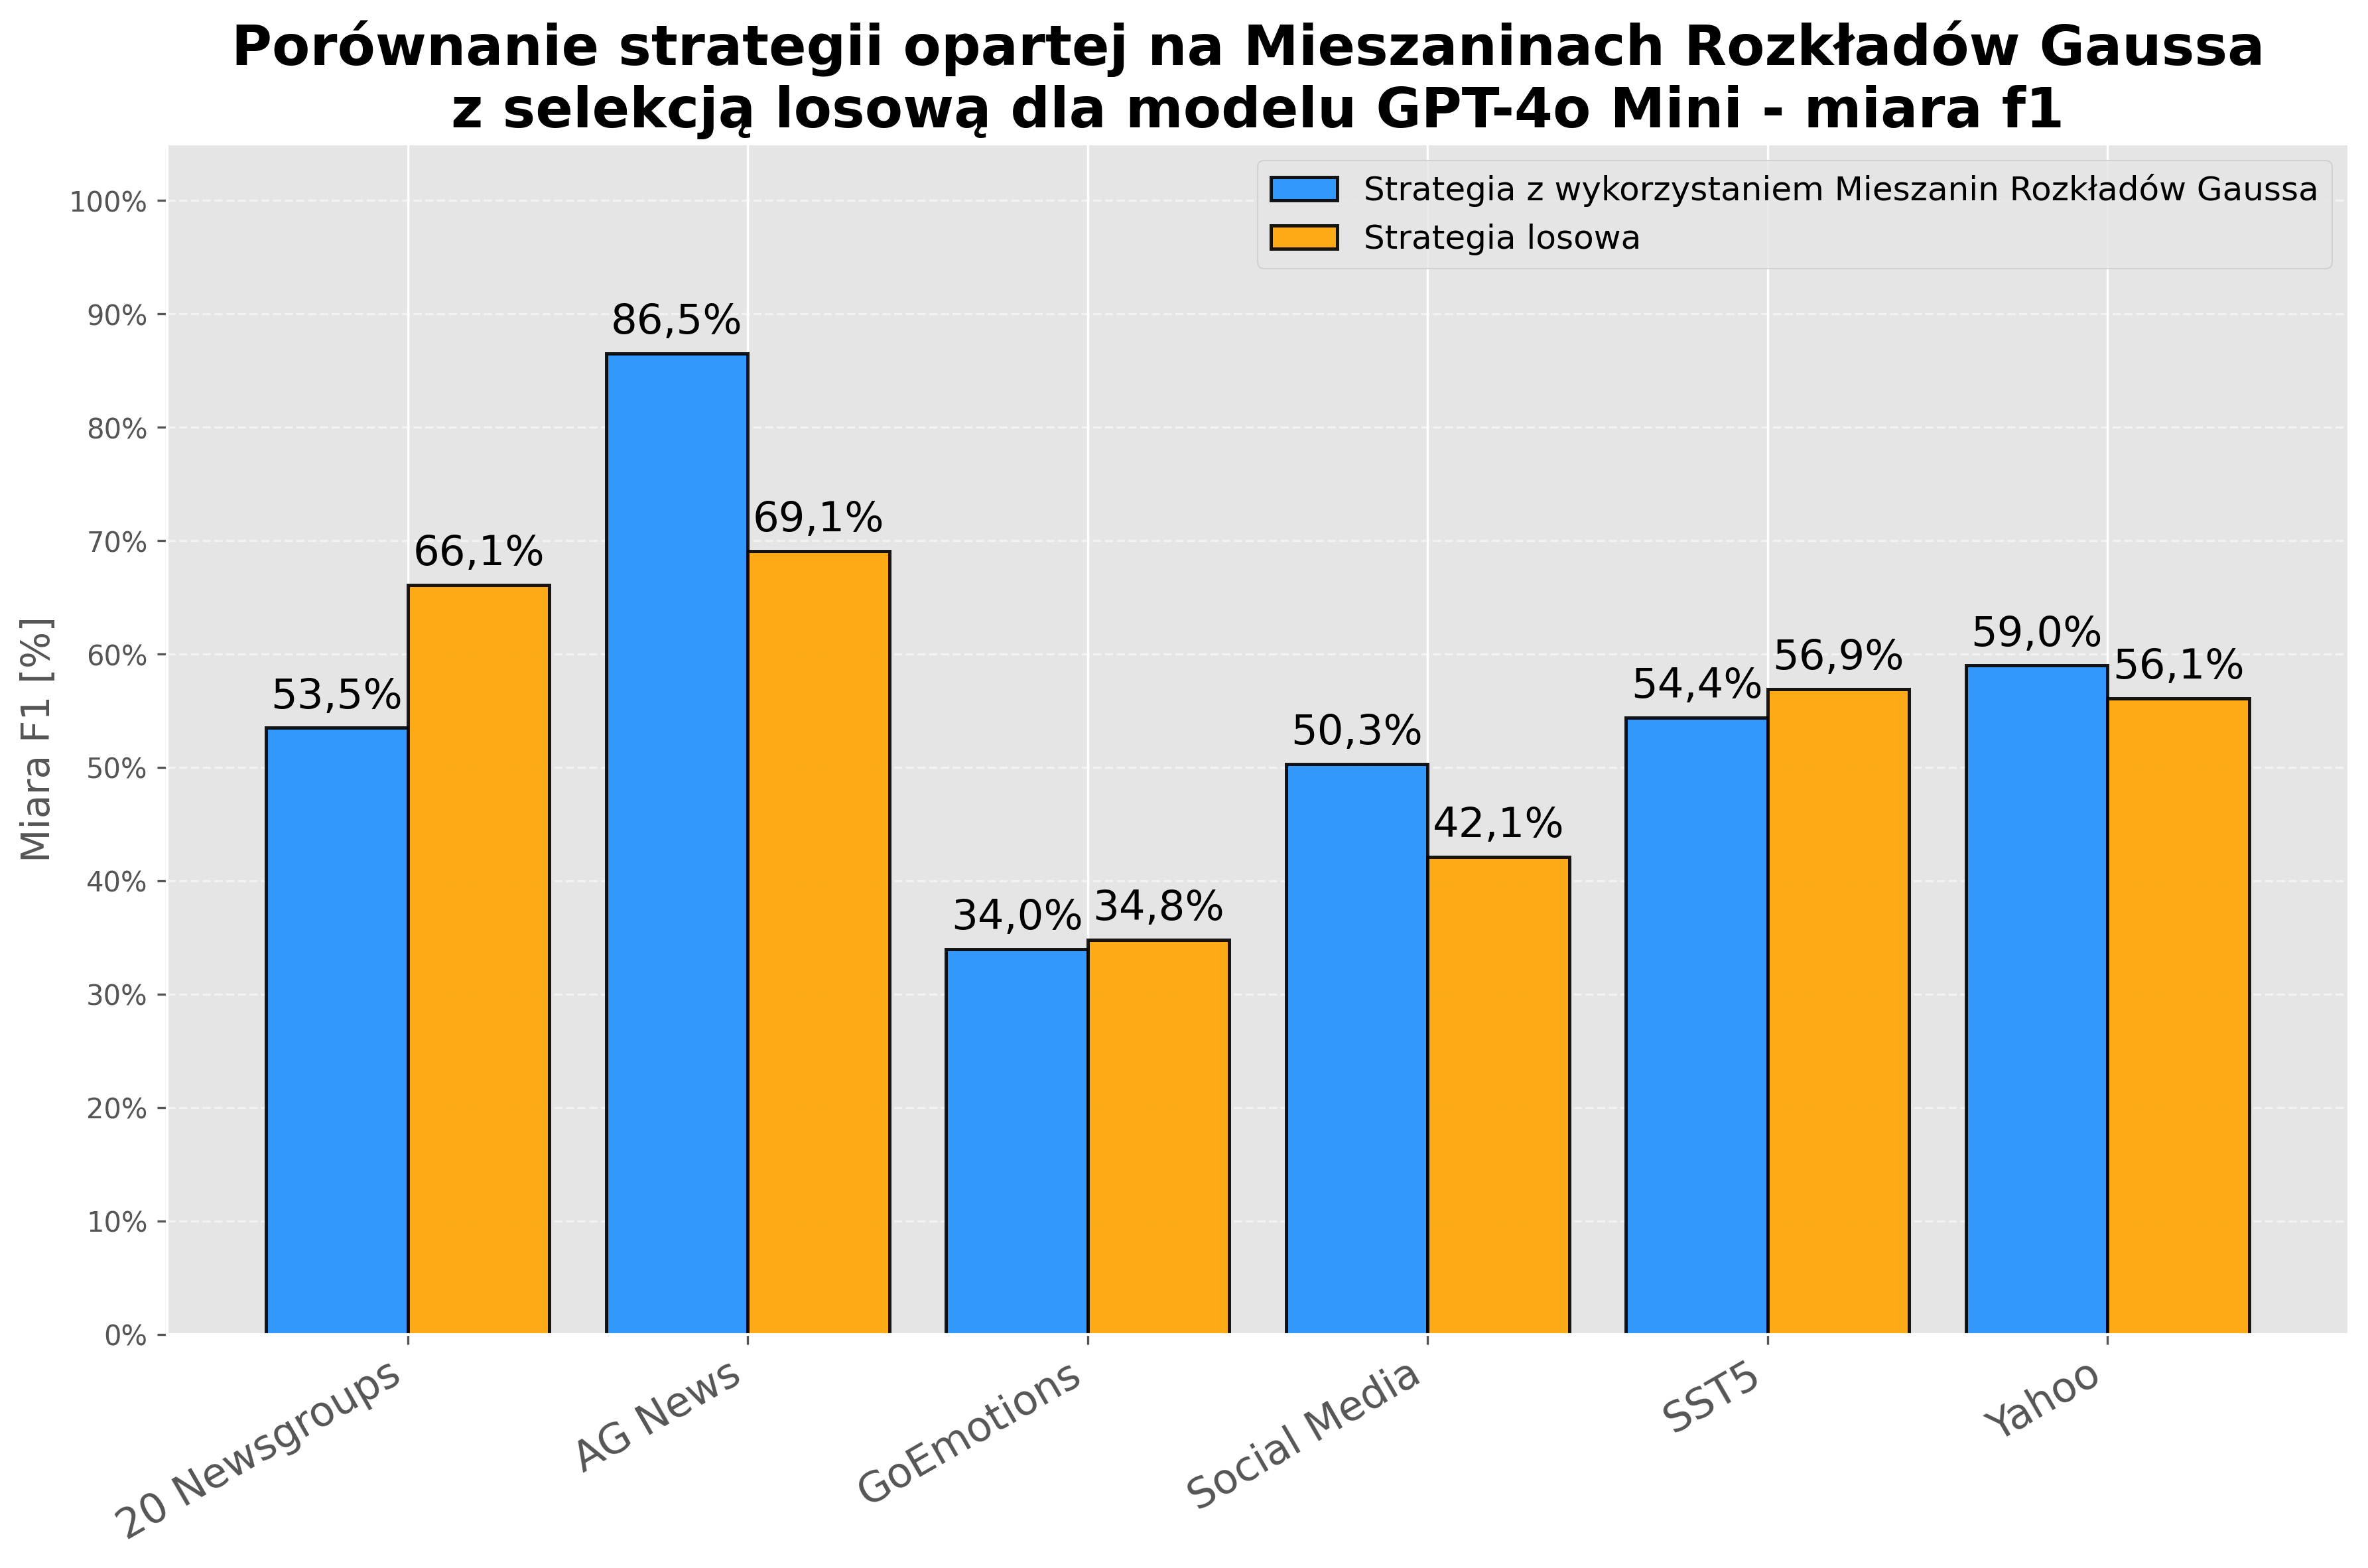 Porównanie strategii opartej na Mieszaninach Rozkładów Gaussa
z selekcją losową dla modelu GPT-4o Mini - miara f1
Strategia z wykorzystaniem Mieszanin Rozkładów Gaussa
Strategia losowa
Miara F1 [%]
100%
90%
80%
70%
60%
50%
40%
30%
20%
10%
0%
53,5%
66,1%
86,5%
69,1%
34,0%
34,8%
50,3%
42,1%
54,4%
56,9%
59,0%
56,1%
20 Newsgroups
AG News
GoEmotions
Social Media
SST5
Yahoo